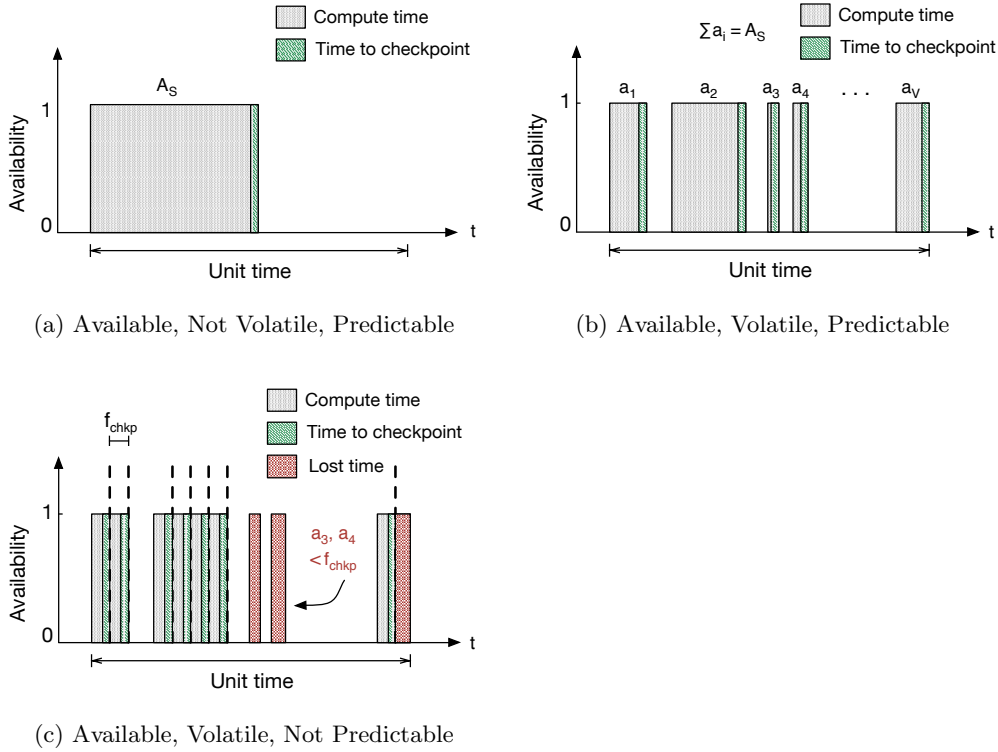 Compute time
Time to checkpoint
A_S
1
Availability
0
t
Unit time
(a) Available, Not Volatile, Predictable
∑ a_i = A_S
Compute time
Time to checkpoint
a_1 a_2 a_3 a_4 . . . a_V
1
Availability
0
t
Unit time
(b) Available, Volatile, Predictable
Compute time
Time to checkpoint
Lost time
f_chkp
1
Availability
a_3, a_4
< f_chkp
0
t
Unit time
(c) Available, Volatile, Not Predictable